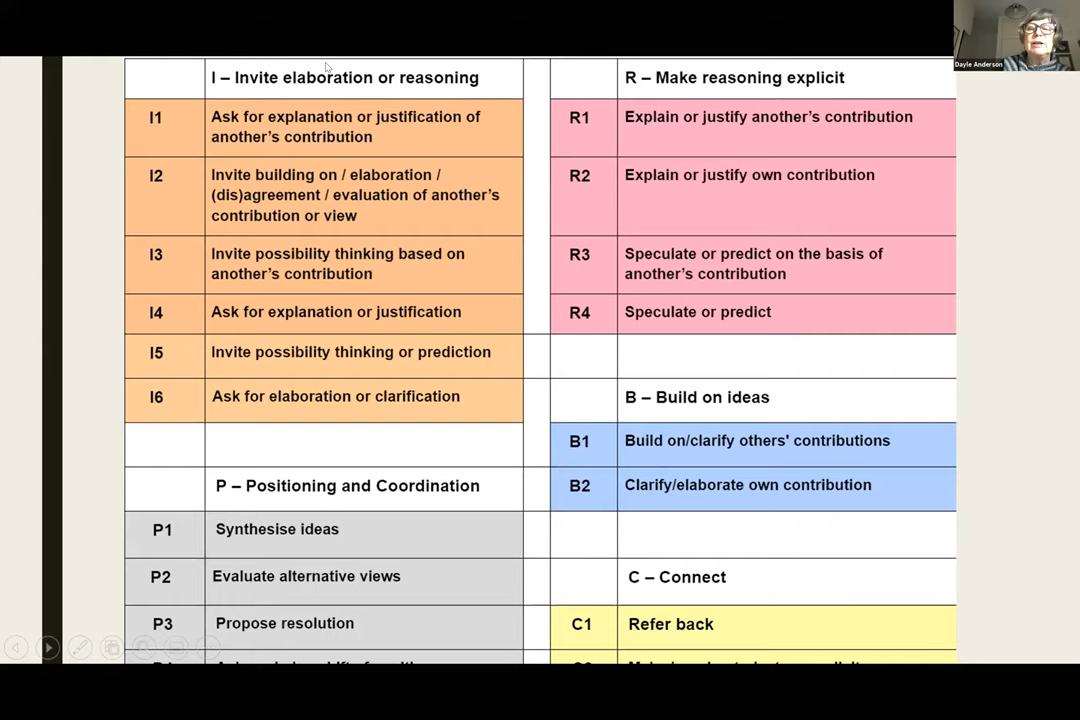 Dayle Anderson
I – Invite elaboration or reasoning
I1
Ask for explanation or justification of
another's contribution
I2
Invite building on / elaboration /
(dis)agreement / evaluation of another's
contribution or view
I3
Invite possibility thinking based on
another's contribution
I4
Ask for explanation or justification
I5
Invite possibility thinking or prediction
I6
Ask for elaboration or clarification
P – Positioning and Coordination
P1
Synthesise ideas
P2
Evaluate alternative views
P3
Propose resolution
R – Make reasoning explicit
R1
Explain or justify another's contribution
R2
Explain or justify own contribution
R3
Speculate or predict on the basis of
another's contribution
R4
Speculate or predict
B – Build on ideas
B1
Build on/clarify others' contributions
B2
Clarify/elaborate own contribution
C – Connect
C1
Refer back